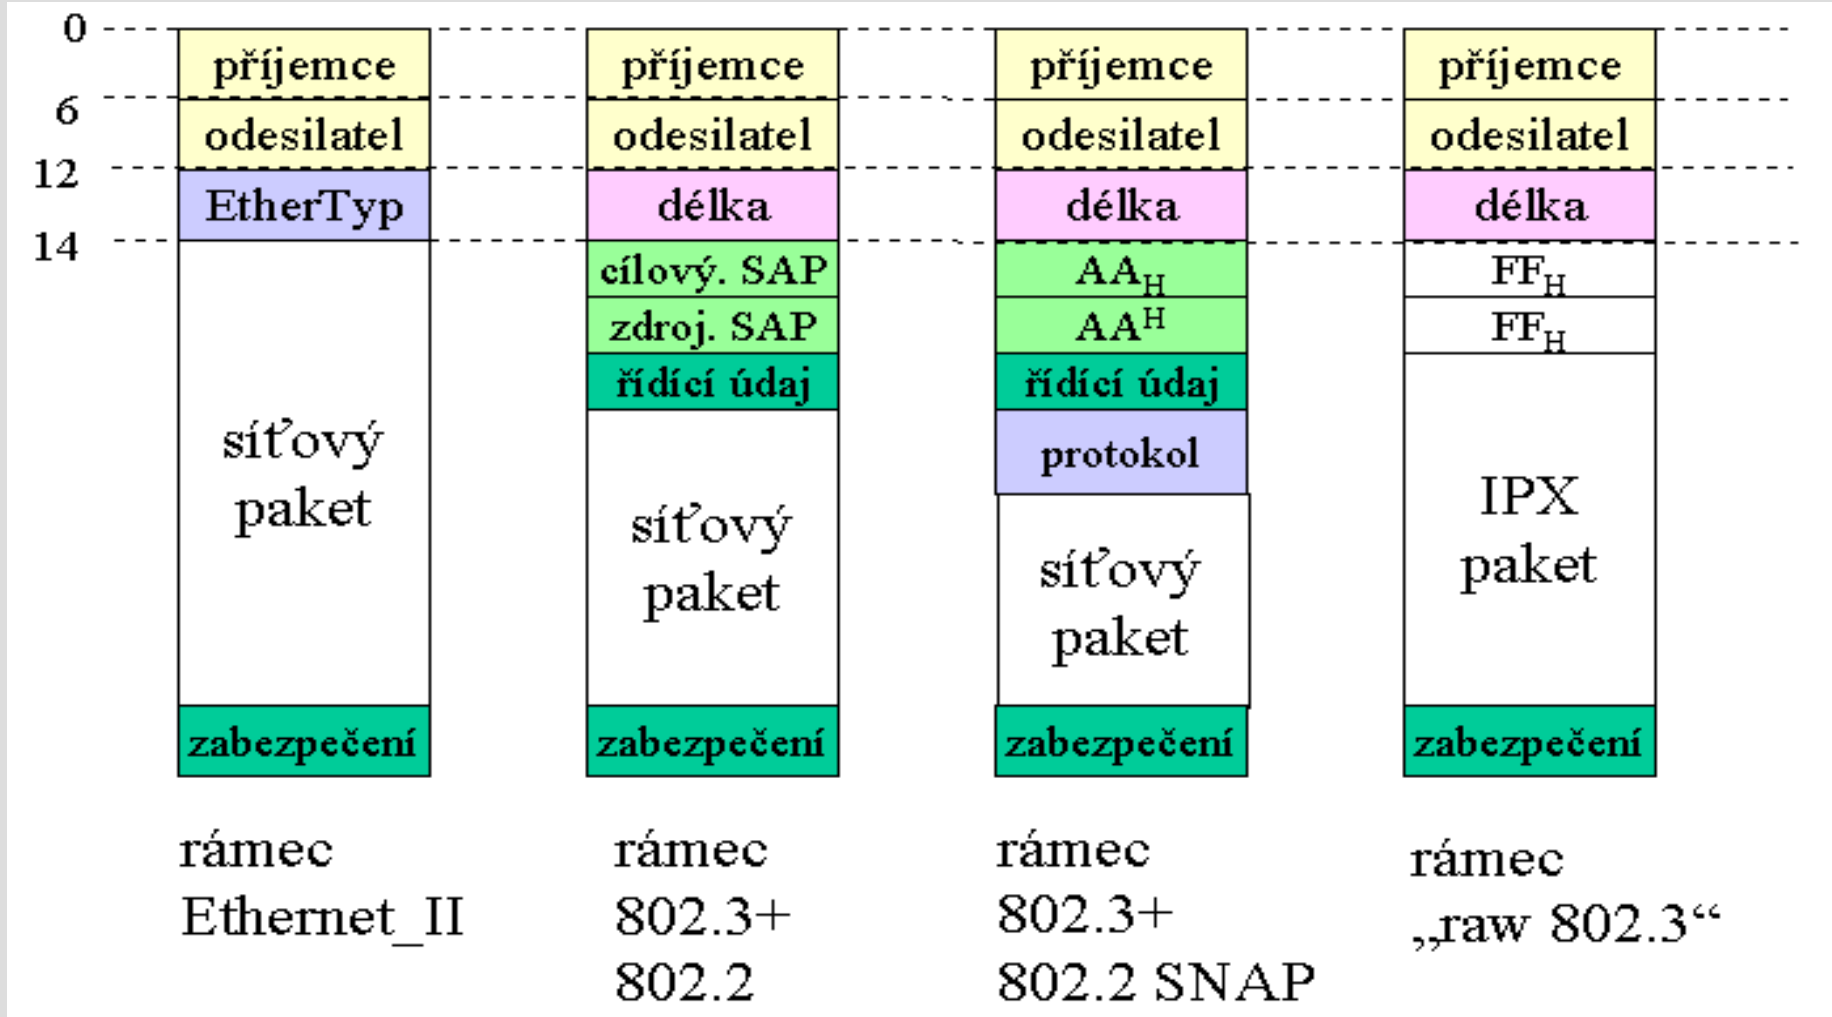 0
6
12
14
příjemce
odesilatel
EtherTyp
síťový
paket
zabezpečení
rámec
Ethernet_II
příjemce
odesilatel
délka
cílový. SAP
zdroj. SAP
řídící údaj
síťový
paket
zabezpečení
rámec
802.3+
802.2
příjemce
odesilatel
délka
AAH
AAH
řídící údaj
protokol
síťový
paket
zabezpečení
rámec
802.3+
802.2 SNAP
příjemce
odesilatel
délka
FFH
FFH
IPX
paket
zabezpečení
rámec
„raw 802.3“